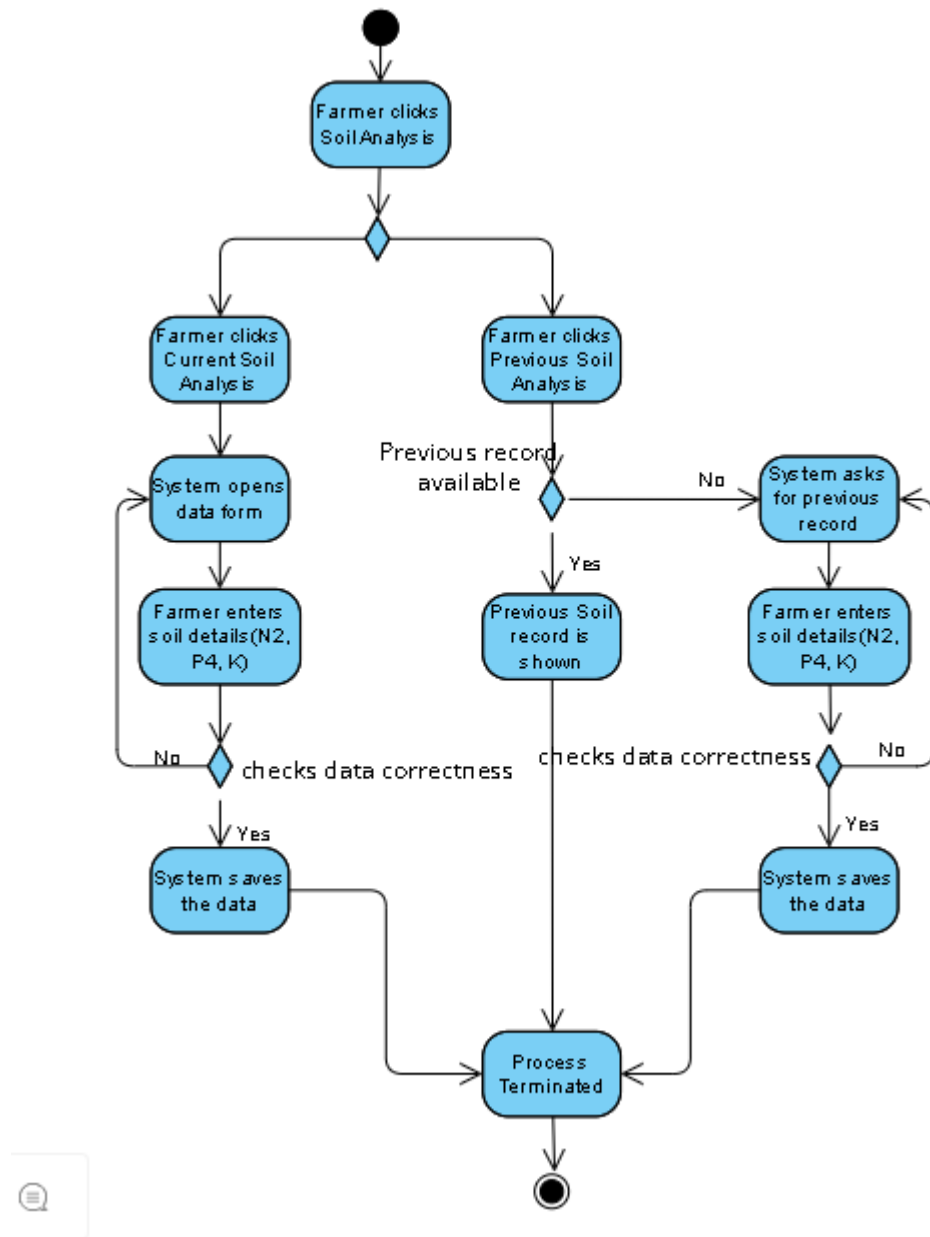 Farmer clicks
Soil Analysis
Farmer clicks
Current Soil
Analysis
Farmer clicks
Previous Soil
Analysis
Previous record
available
No
System opens
data form
System asks
for previous
record
Yes
Farmer enters
soil details(N2,
P4, K)
Previous Soil
record is
shown
Farmer enters
soil details(N2,
P4, K)
No
checks data correctness
checks data correctness
No
Yes
Yes
System saves
the data
System saves
the data
Process
Terminated